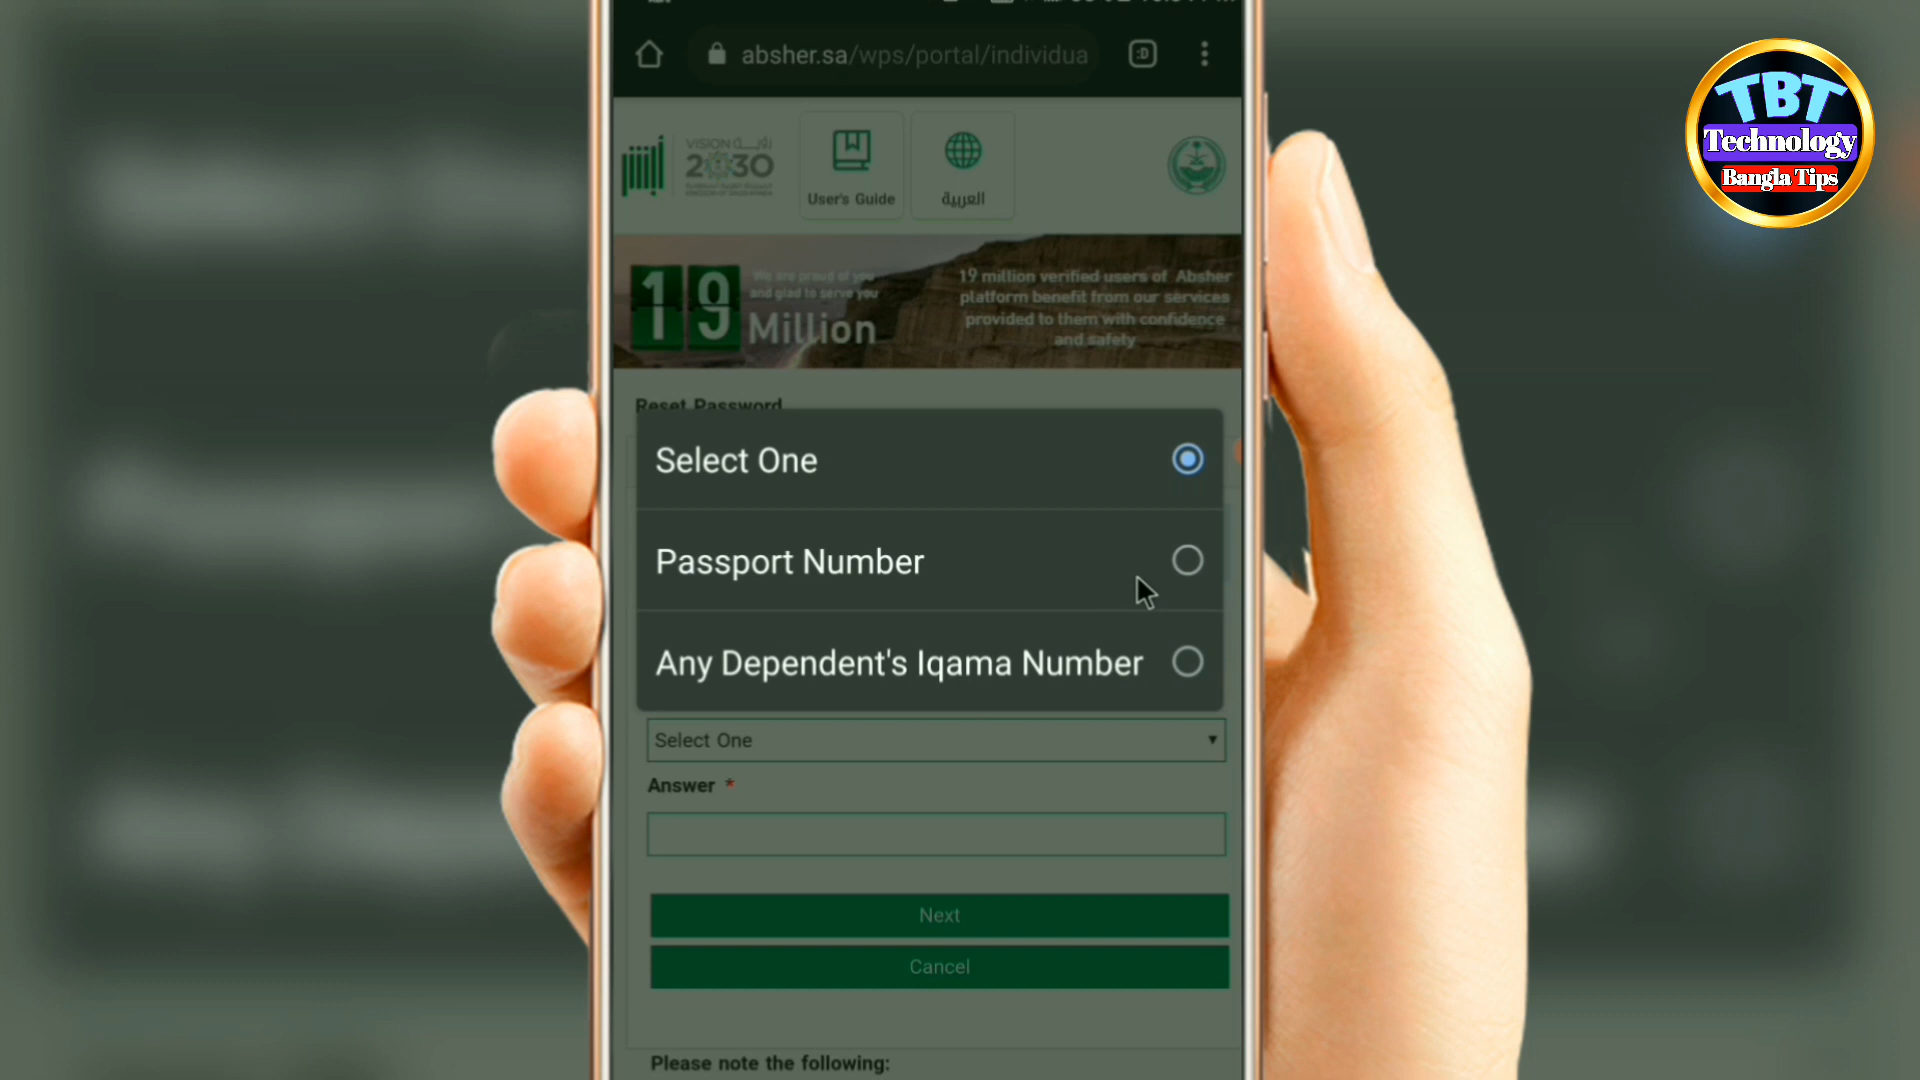 absher.sa/wps/portal/individua
:D
VISION رؤية
2030
User's Guide
العربية
19
We are proud of you
and glad to serve you
Million
19 million verified users of Absher
platform benefit from our services
provided to them with confidence
and safety
Reset Password
Select One
Passport Number
Any Dependent's Iqama Number
Select One
Answer *
Next
Cancel
Please note the following:
TBT
Technology
Bangla Tips